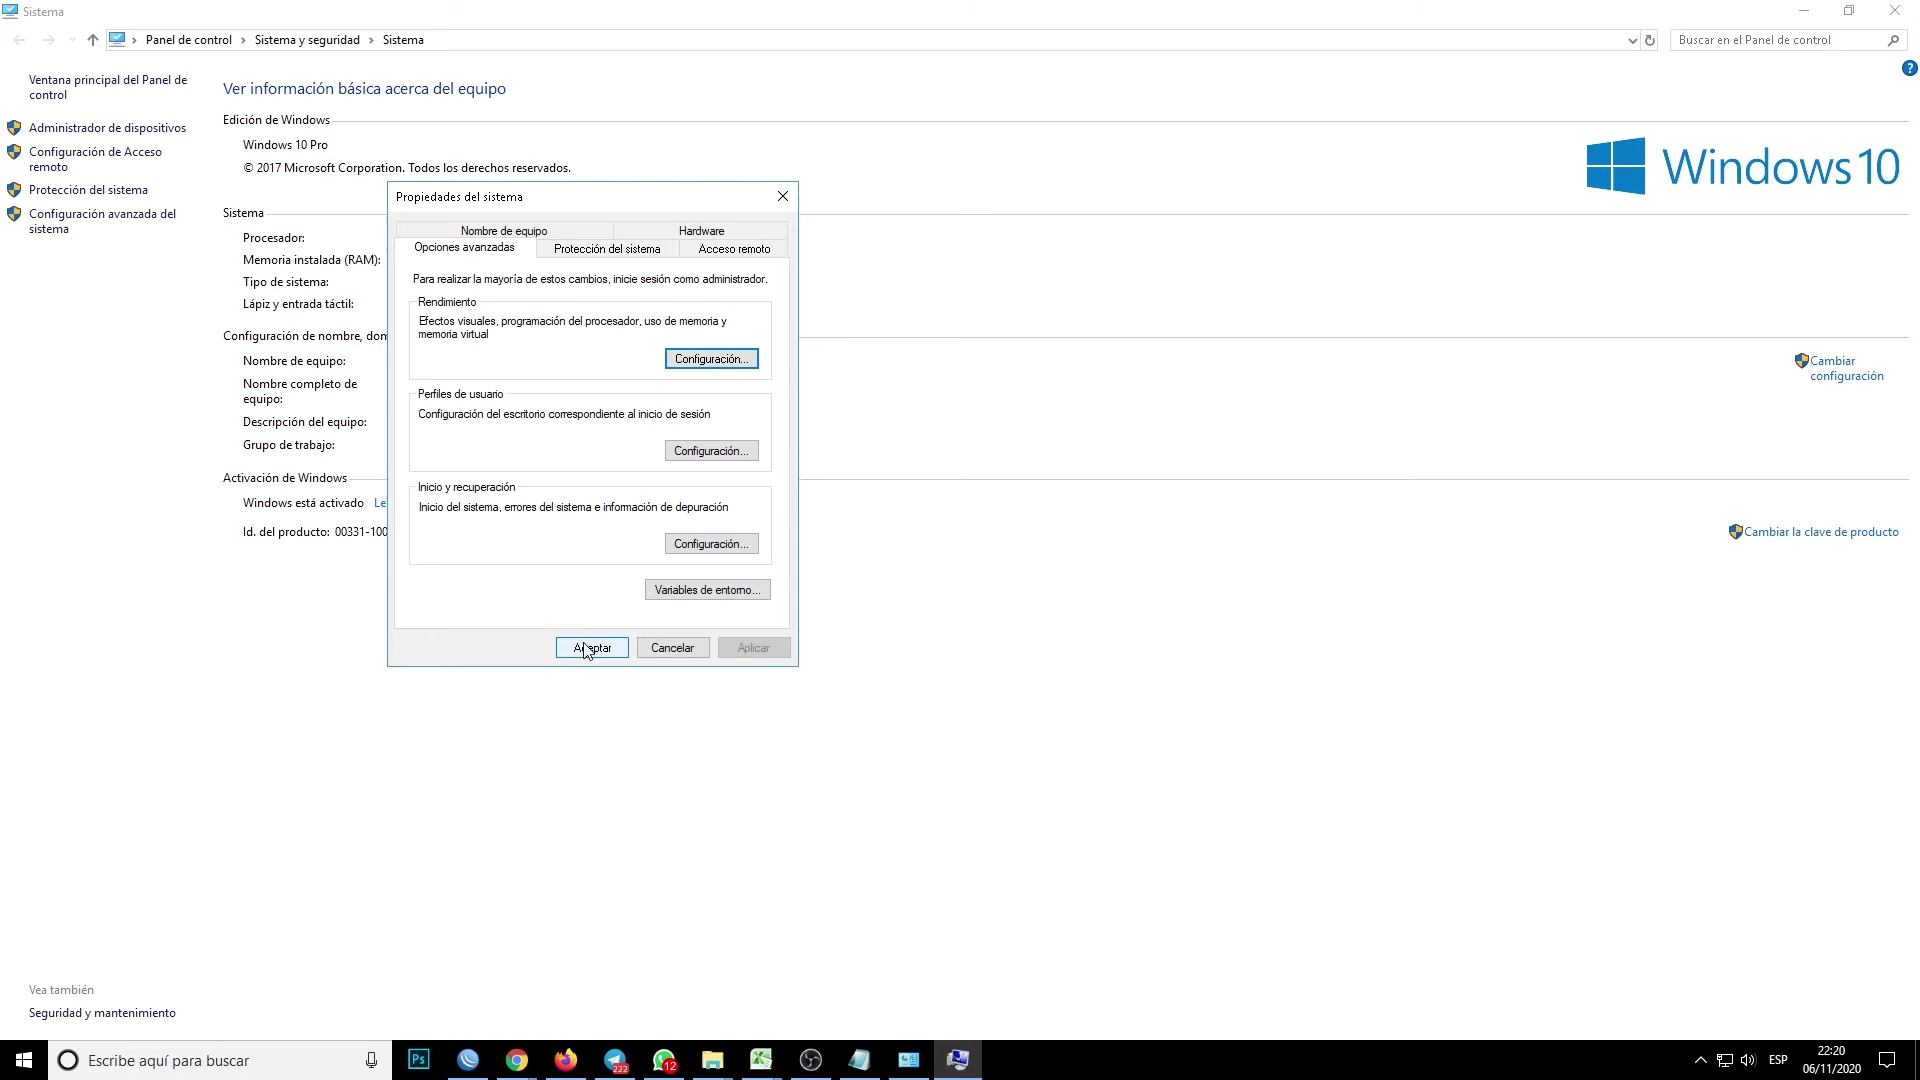 Sistema
Panel de control
Sistema y seguridad
Sistema
Buscar en el Panel de control
Ventana principal del Panel de
control
Administrador de dispositivos
Configuración de Acceso
remoto
Protección del sistema
Configuración avanzada del
sistema
Ver información básica acerca del equipo
Edición de Windows
Windows 10 Pro
© 2017 Microsoft Corporation. Todos los derechos reservados.
Windows 10
Sistema
Procesador:
Memoria instalada (RAM):
Tipo de sistema:
Lápiz y entrada táctil:
Configuración de nombre, dom
Nombre de equipo:
Nombre completo de
equipo:
Descripción del equipo:
Grupo de trabajo:
Cambiar
configuración
Activación de Windows
Windows está activado Le
Id. del producto: 00331-100
Cambiar la clave de producto
Propiedades del sistema
Nombre de equipo
Hardware
Opciones avanzadas
Protección del sistema
Acceso remoto
Para realizar la mayoría de estos cambios, inicie sesión como administrador.
Rendimiento
Efectos visuales, programación del procesador, uso de memoria y
memoria virtual
Configuración...
Perfiles de usuario
Configuración del escritorio correspondiente al inicio de sesión
Configuración...
Inicio y recuperación
Inicio del sistema, errores del sistema e información de depuración
Configuración...
Variables de entorno...
Aceptar
Cancelar
Aplicar
Vea también
Seguridad y mantenimiento
Escribe aquí para buscar
Ps
222
12
ESP
22:20
06/11/2020